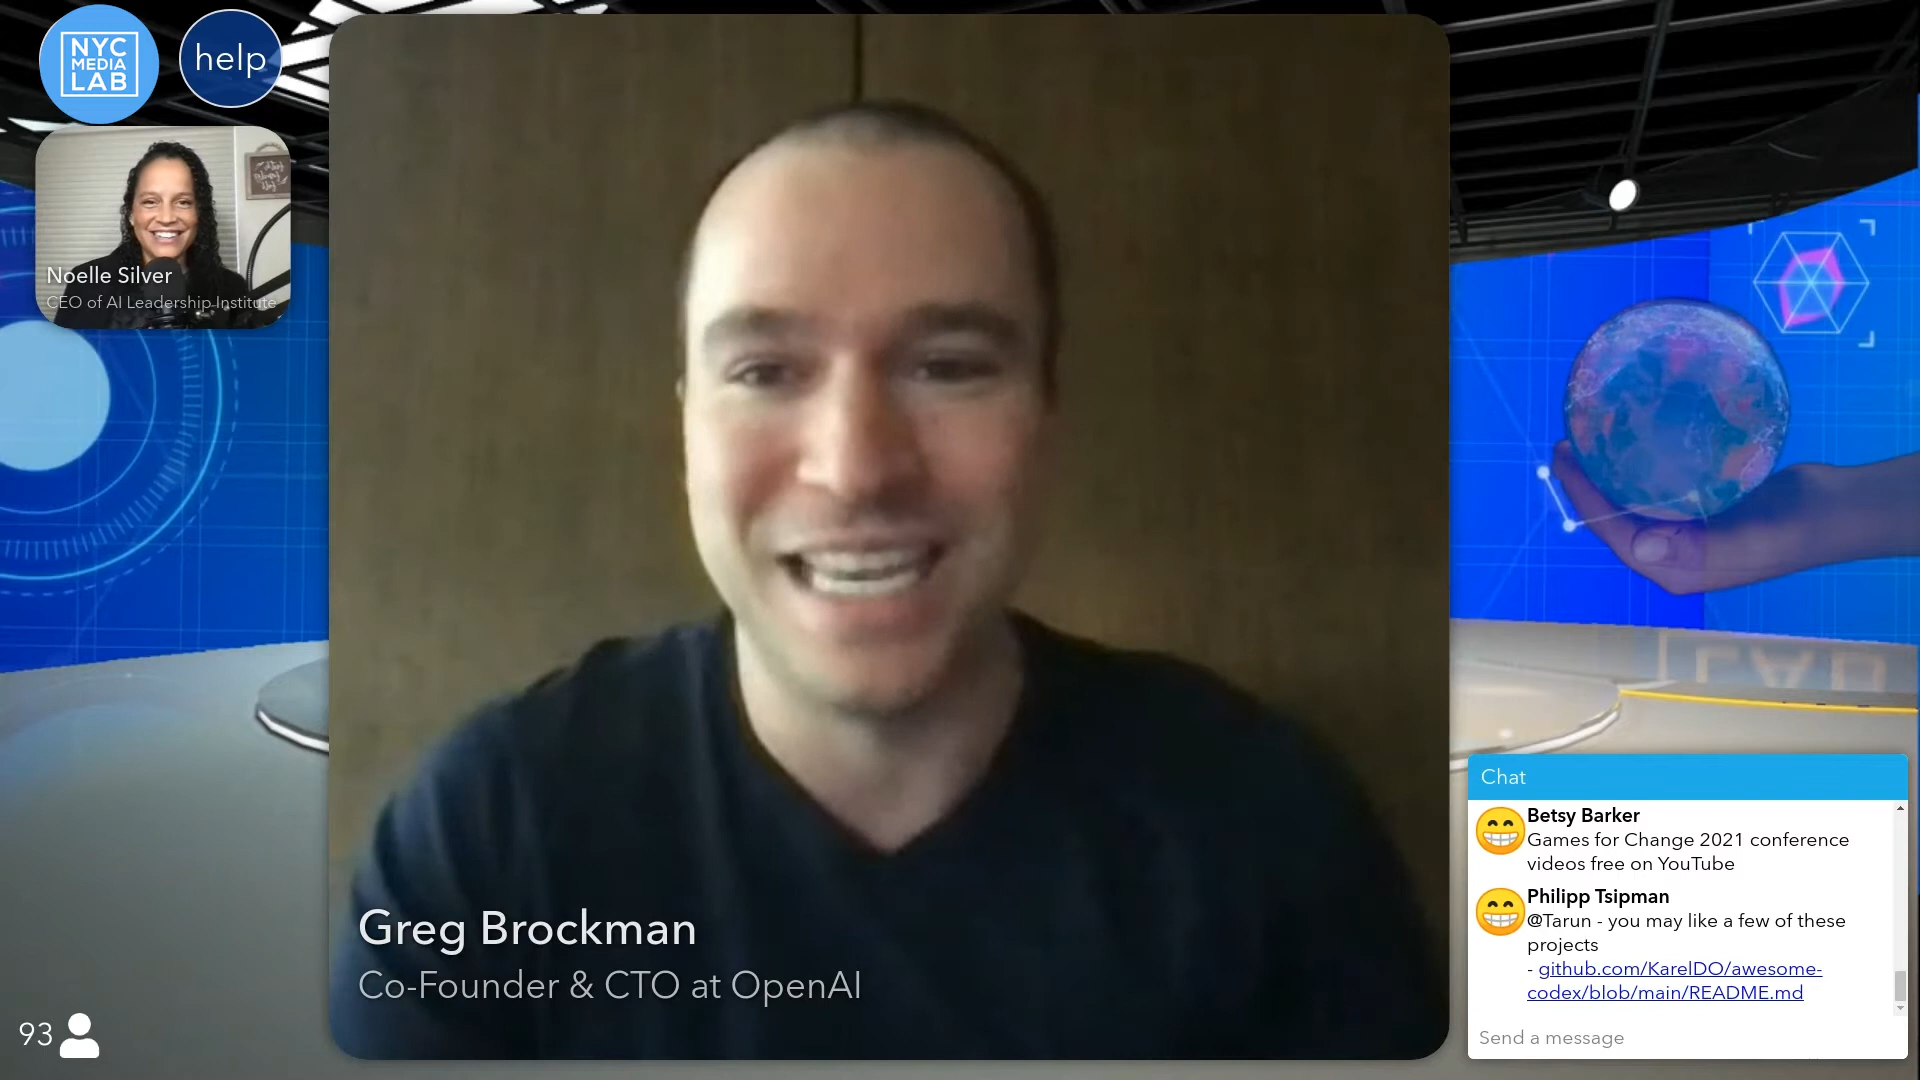 NYC
MEDIA
LAB
help
Noelle Silver
CEO of AI Leadership Institute
Greg Brockman
Co-Founder & CTO at OpenAI
93
LAB
Chat
Betsy Barker
Games for Change 2021 conference
videos free on YouTube
Philipp Tsipman
@Tarun - you may like a few of these
projects
- github.com/KarelDO/awesome-
codex/blob/main/README.md
Send a message